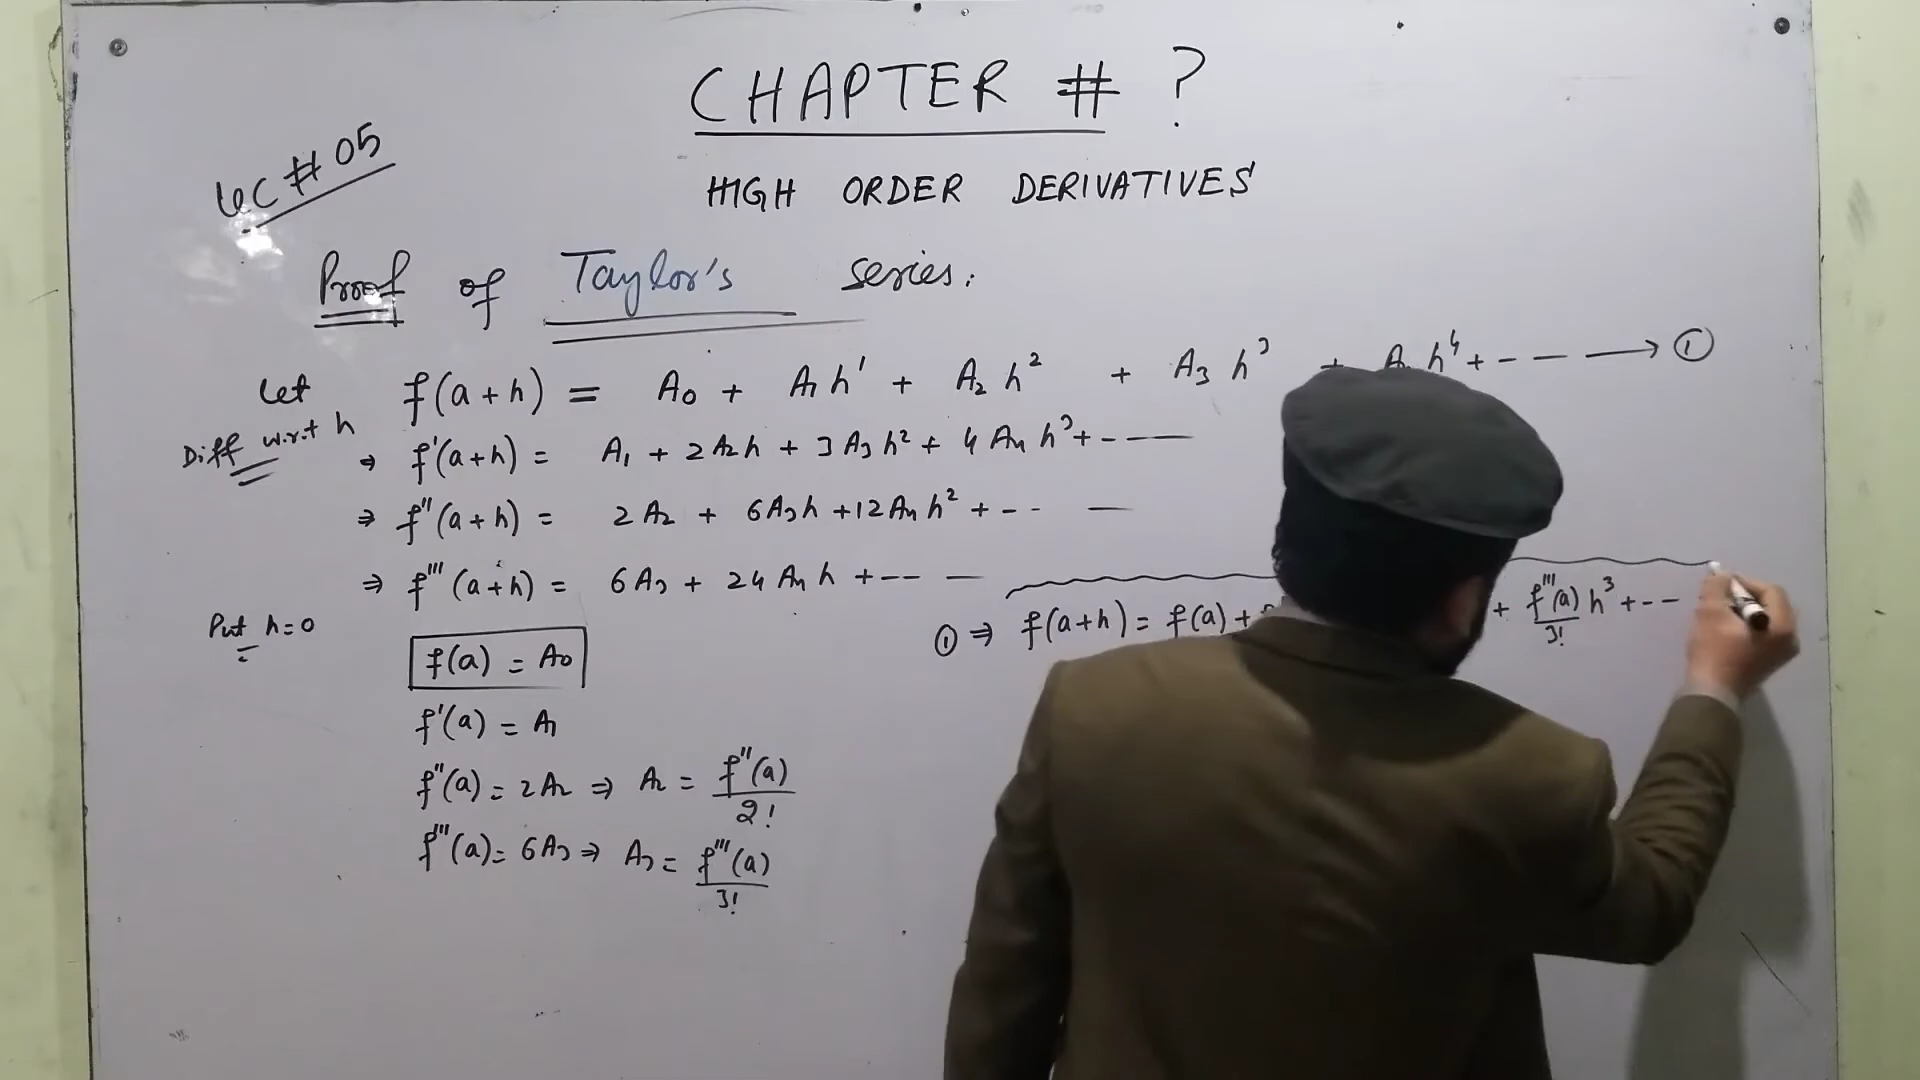 CHAPTER # ?
Lec # 05
HIGH ORDER DERIVATIVES
Proof of Taylor's series:
Let f(a+h) = A₀ + A₁h¹ + A₂h² + A₃h³ + h⁴ + -- — → ①
Diff w.r.t h
⇒ f'(a+h) = A₁ + 2A₂h + 3A₃h² + 4A₄h³ + - —
⇒ f''(a+h) = 2A₂ + 6A₃h + 12A₄h² + -- —
⇒ f'''(a+h) = 6A₃ + 24A₄h + -- —
Put h=0
f(a) = A₀
f'(a) = A₁
f''(a) = 2A₂ ⇒ A₂ = f''(a)/2!
f'''(a) = 6A₃ ⇒ A₃ = f'''(a)/3!
① ⇒ f(a+h) = f(a) + + f'''(a)/3! h³ + --